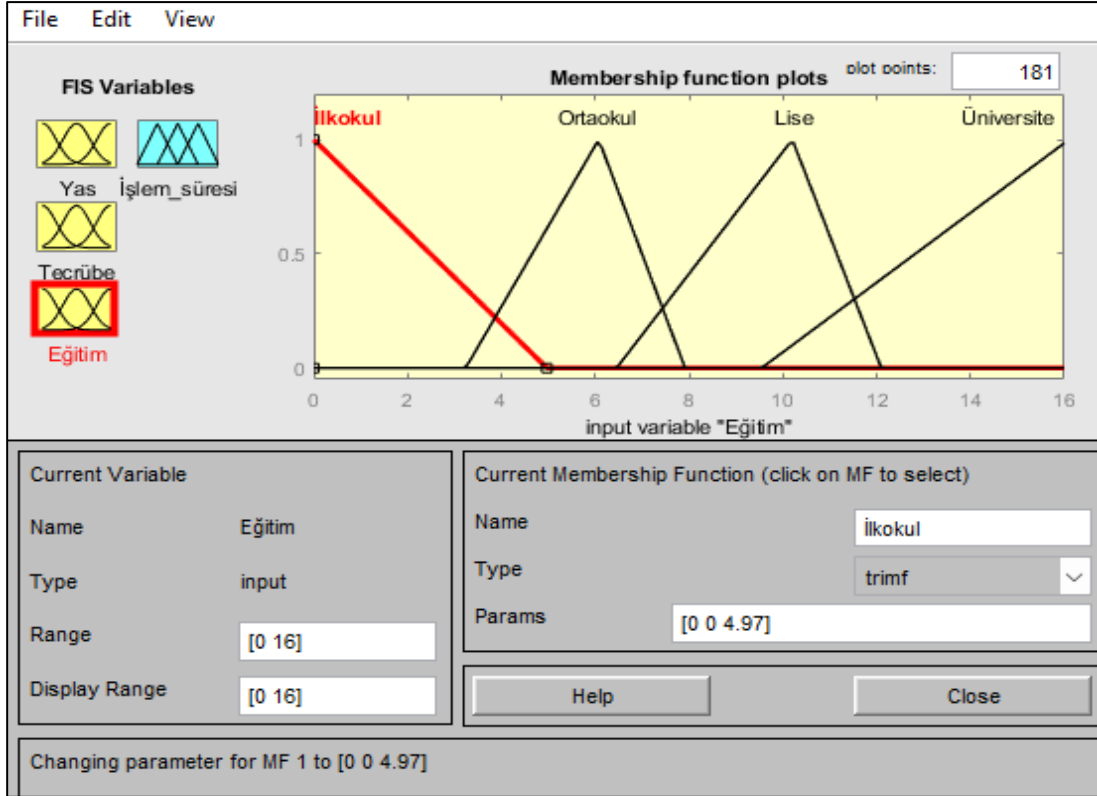 File Edit View
FIS Variables
Yas İşlem_süresi
Tecrübe
Eğitim
Membership function plots plot points: 181
İlkokul Ortaokul Lise Üniversite
1
0.5
0
0 2 4 6 8 10 12 14 16
input variable "Eğitim"
Current Variable
Name Eğitim
Type input
Range [0 16]
Display Range [0 16]
Current Membership Function (click on MF to select)
Name İlkokul
Type trimf
Params [0 0 4.97]
Help Close
Changing parameter for MF 1 to [0 0 4.97]